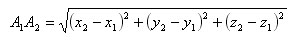 A₁A₂ = √((x₂ − x₁)² + (y₂ − y₁)² + (z₂ − z₁)²)